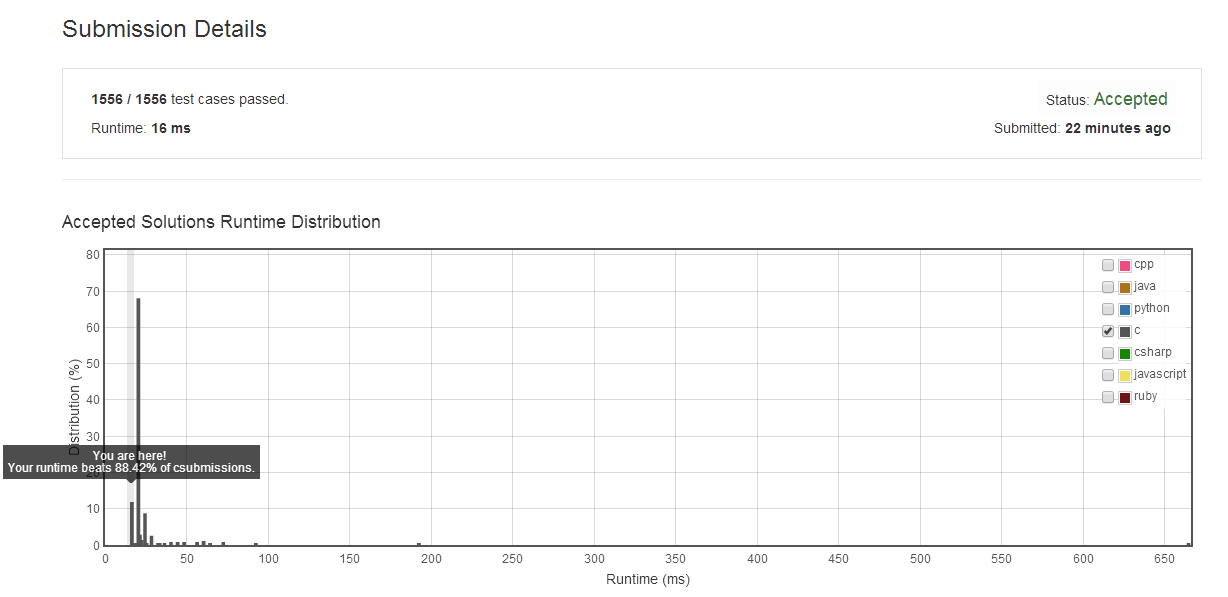 Submission Details
1556 / 1556 test cases passed.
Status: Accepted
Runtime: 16 ms
Submitted: 22 minutes ago
Accepted Solutions Runtime Distribution
80
70
60
50
40
30
20
10
0
Distribution (%)
You are here!
Your runtime beats 88.42% of csubmissions.
cpp
java
python
c
csharp
javascript
ruby
0 50 100 150 200 250 300 350 400 450 500 550 600 650
Runtime (ms)